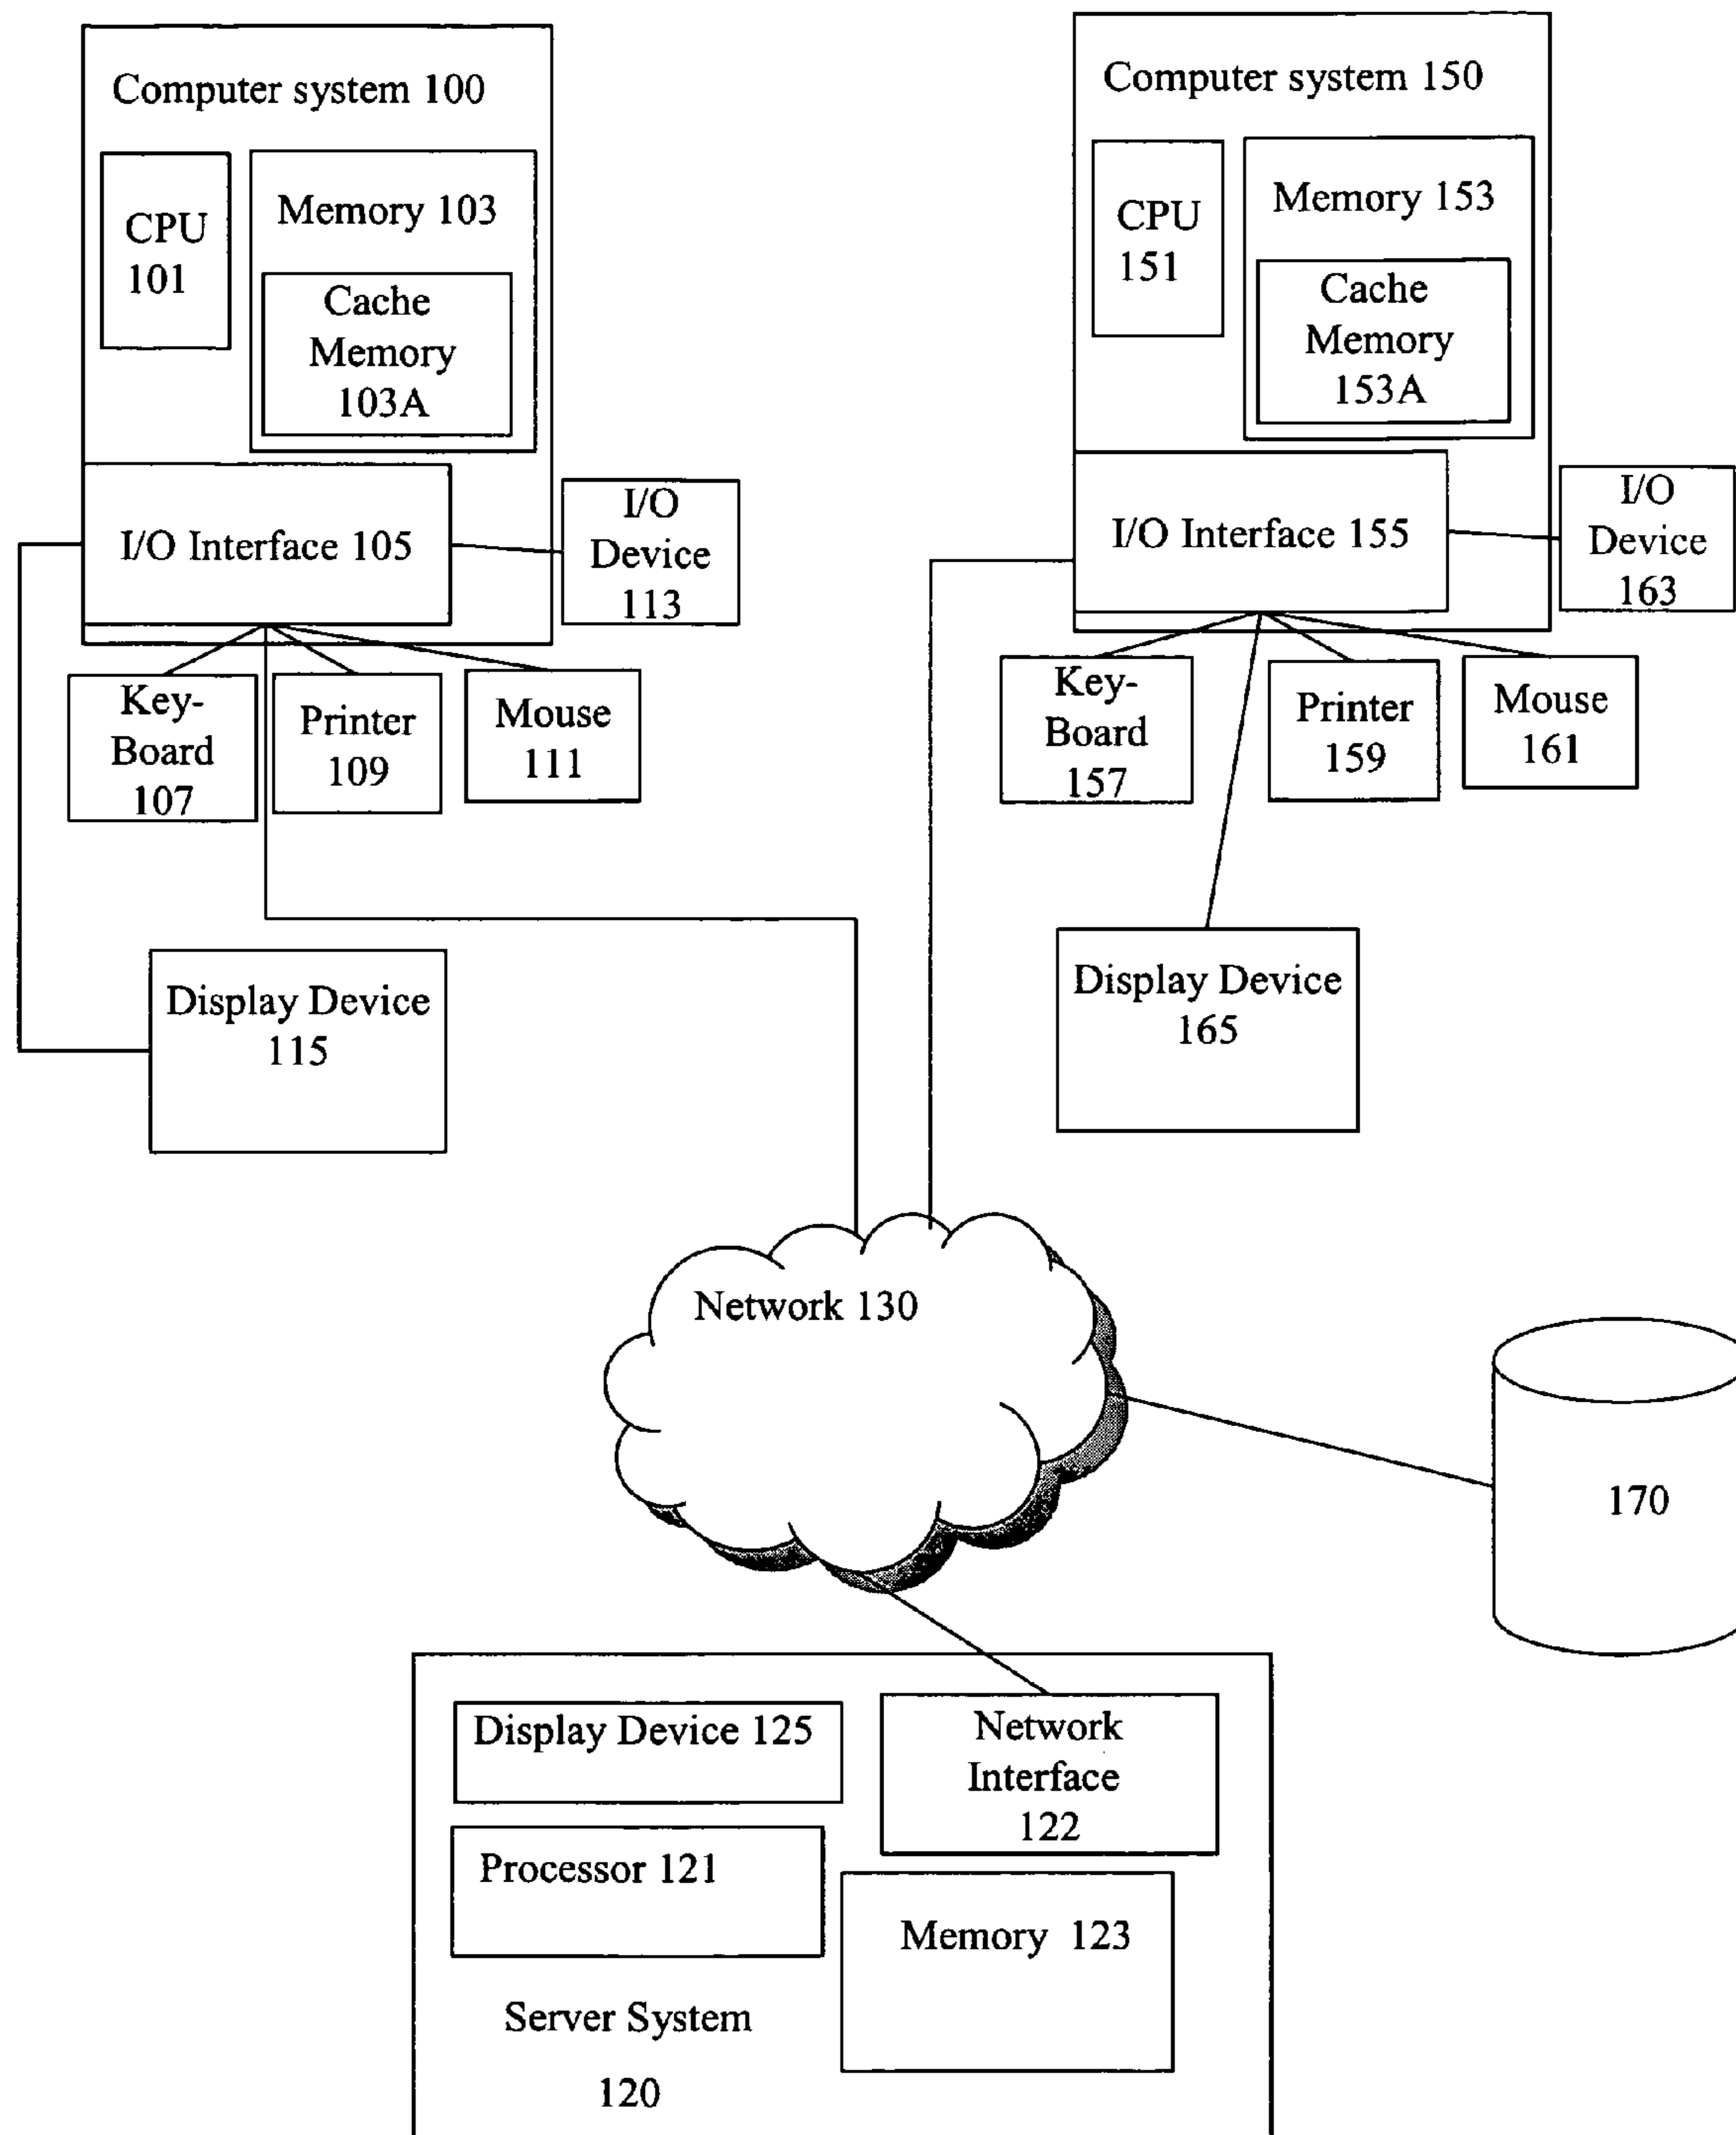 Computer system 100
CPU
101
Memory 103
Cache
Memory
103A
I/O Interface 105
I/O
Device
113
Key-
Board
107
Printer
109
Mouse
111
Display Device
115
Computer system 150
CPU
151
Memory 153
Cache
Memory
153A
I/O Interface 155
I/O
Device
163
Key-
Board
157
Printer
159
Mouse
161
Display Device
165
Network 130
170
Display Device 125
Network
Interface
122
Processor 121
Memory 123
Server System
120